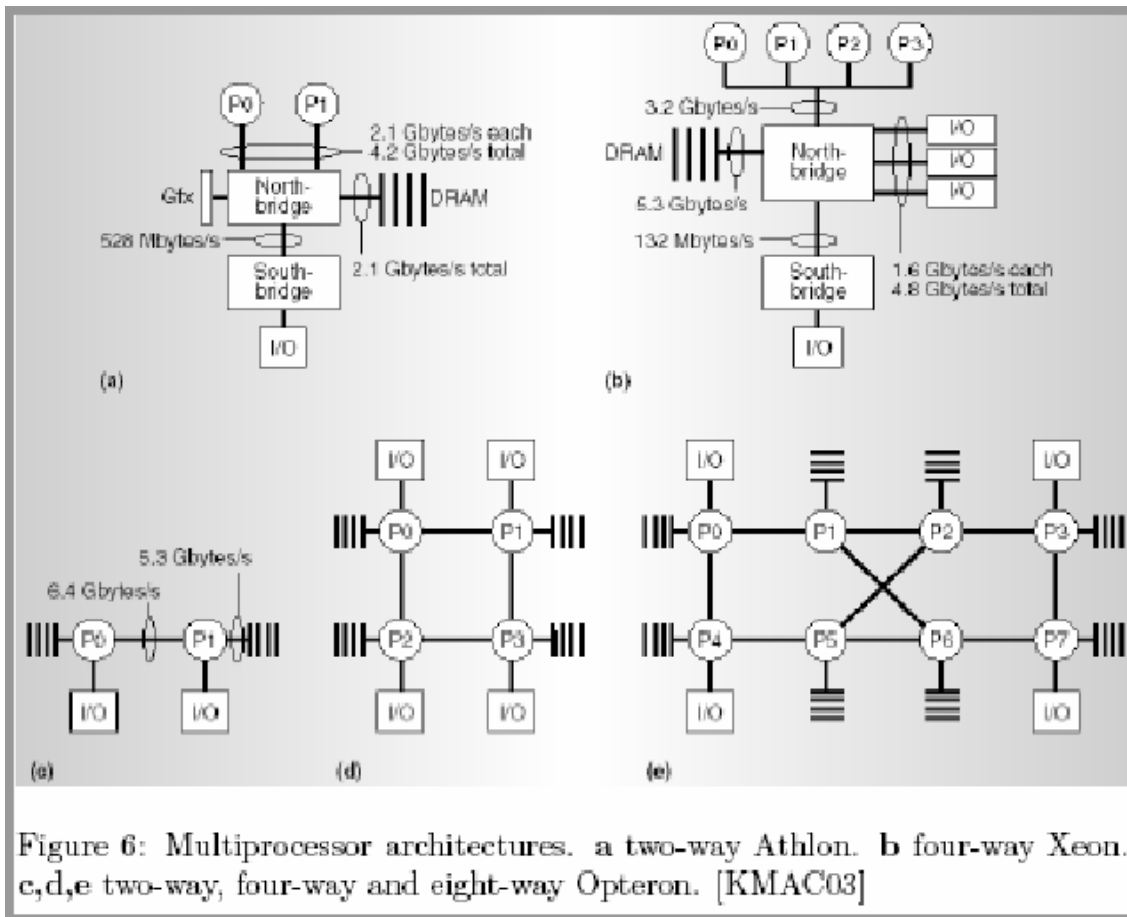 P0 P1
2.1 Gbytes/s each
4.2 Gbytes/s total
Gfx
North-
bridge
DRAM
528 Mbytes/s
2.1 Gbytes/s total
South-
bridge
I/O
(a)
P0 P1 P2 P3
3.2 Gbytes/s
DRAM
North-
bridge
I/O
I/O
I/O
5.3 Gbytes/s
132 Mbytes/s
1.6 Gbytes/s each
4.8 Gbytes/s total
South-
bridge
I/O
(b)
5.3 Gbytes/s
6.4 Gbytes/s
P0 P1
I/O I/O
(c)
I/O I/O
P0 P1
P2 P3
I/O I/O
(d)
I/O I/O
P0 P1 P2 P3
P4 P5 P6 P7
I/O I/O
(e)
Figure 6: Multiprocessor architectures. a two-way Athlon. b four-way Xeon.
c,d,e two-way, four-way and eight-way Opteron. [KMAC03]